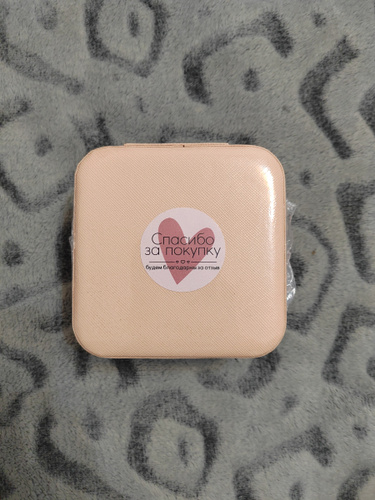 Спасибо
за покупку
будем благодарны за отзыв